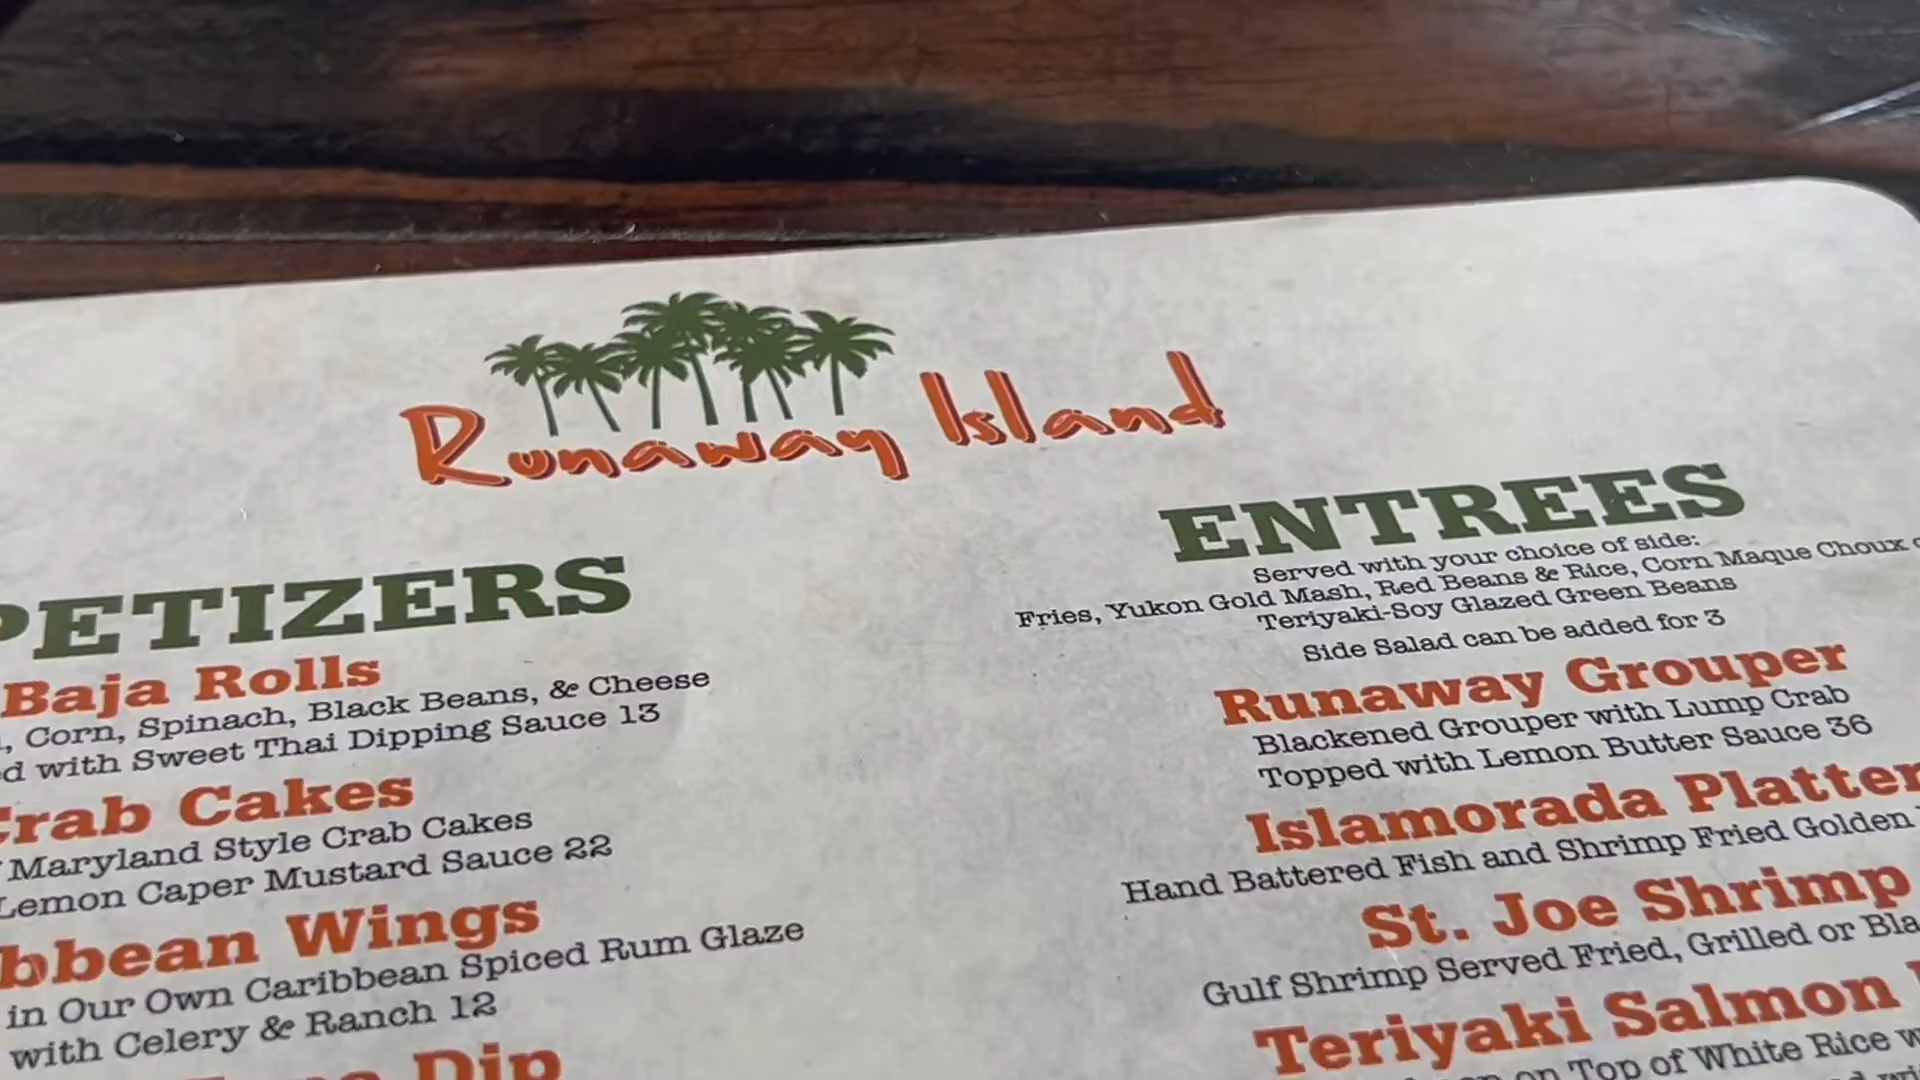 Runaway Island
PETIZERS
Baja Rolls
, Corn, Spinach, Black Beans, & Cheese
d with Sweet Thai Dipping Sauce 13
Crab Cakes
Maryland Style Crab Cakes
Lemon Caper Mustard Sauce 22
bbean Wings
in Our Own Caribbean Spiced Rum Glaze
with Celery & Ranch 12
Dip
ENTREES
Served with your choice of side:
Fries, Yukon Gold Mash, Red Beans & Rice, Corn Maque Choux
Teriyaki-Soy Glazed Green Beans
Side Salad can be added for 3
Runaway Grouper
Blackened Grouper with Lump Crab
Topped with Lemon Butter Sauce 36
Islamorada Platter
Hand Battered Fish and Shrimp Fried Golden
St. Joe Shrimp
Gulf Shrimp Served Fried, Grilled or Bla
Teriyaki Salmon
on Top of White Rice